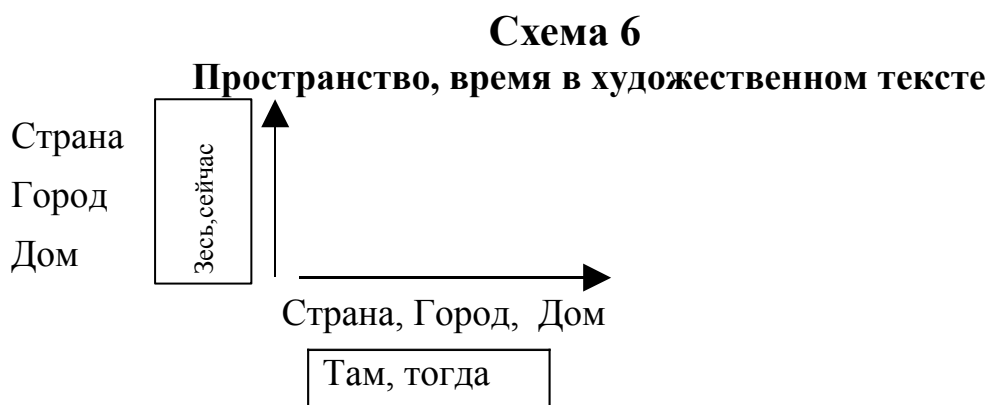 Схема 6
Пространство, время в художественном тексте
Страна
Город
Дом
Зесь,сейчас
Страна, Город, Дом
Там, тогда